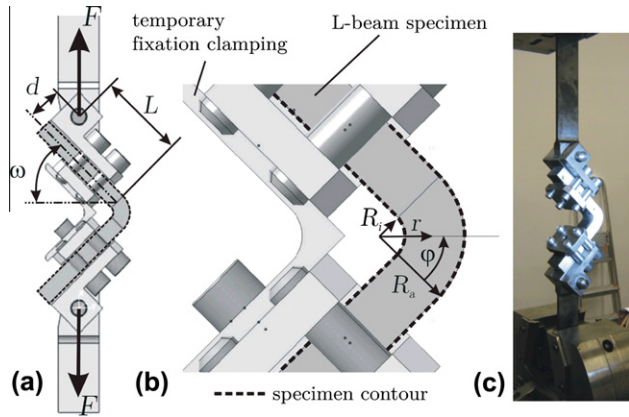 F
d
L
ω
F
(a)
temporary
fixation clamping
L-beam specimen
R_i
r
φ
R_a
(b)
specimen contour
(c)